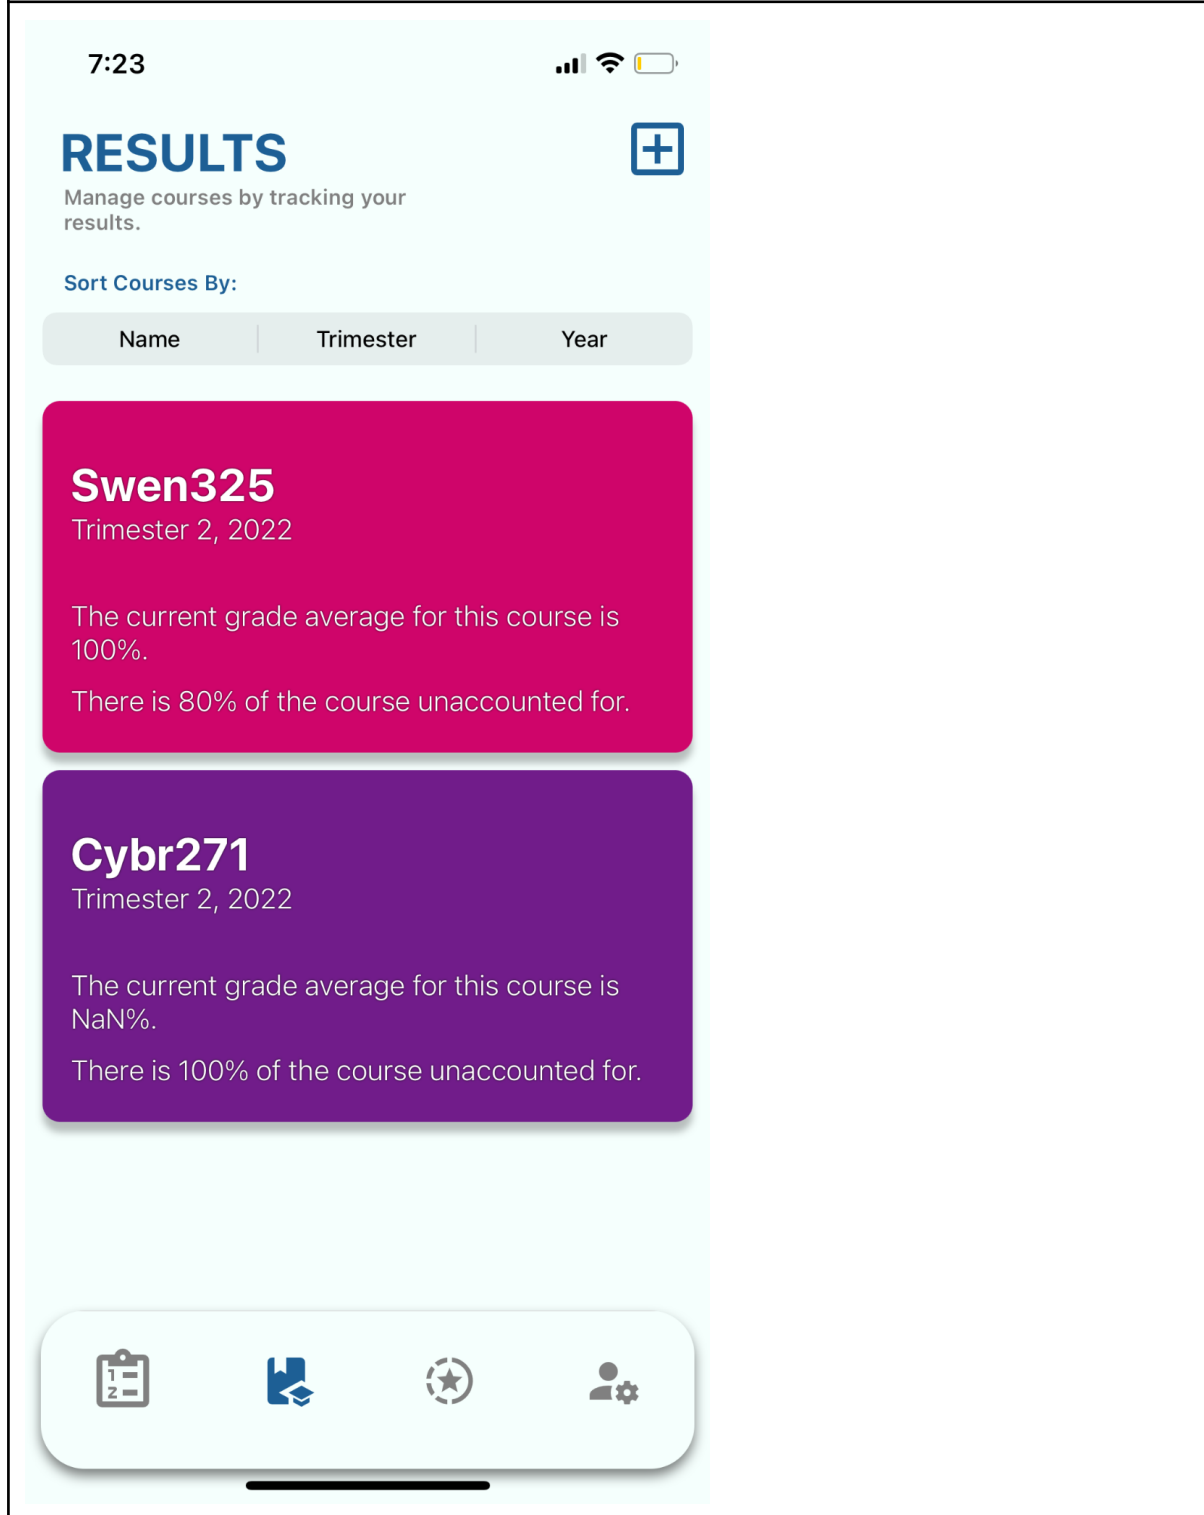 7:23
RESULTS
Manage courses by tracking your
results.
Sort Courses By:
Name Trimester Year
Swen325
Trimester 2, 2022
The current grade average for this course is
100%.
There is 80% of the course unaccounted for.
Cybr271
Trimester 2, 2022
The current grade average for this course is
NaN%.
There is 100% of the course unaccounted for.